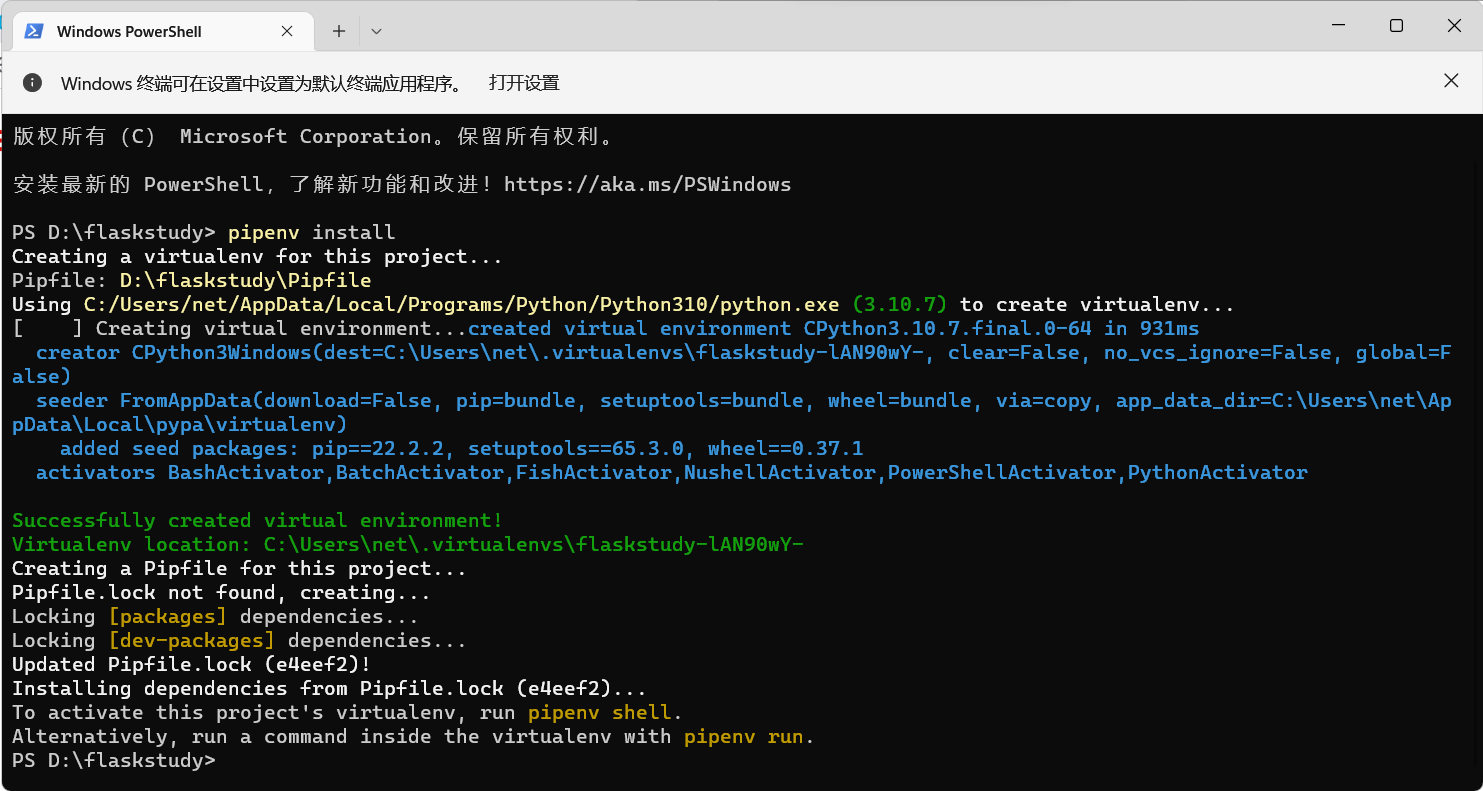 Windows PowerShell
Windows 终端可在设置中设置为默认终端应用程序。 打开设置
版权所有 (C) Microsoft Corporation。保留所有权利。
安装最新的 PowerShell，了解新功能和改进！https://aka.ms/PSWindows
PS D:\flaskstudy> pipenv install
Creating a virtualenv for this project...
Pipfile: D:\flaskstudy\Pipfile
Using C:/Users/net/AppData/Local/Programs/Python/Python310/python.exe (3.10.7) to create virtualenv...
[    ] Creating virtual environment...created virtual environment CPython3.10.7.final.0-64 in 931ms
  creator CPython3Windows(dest=C:\Users\net\.virtualenvs\flaskstudy-lAN90wY-, clear=False, no_vcs_ignore=False, global=F
alse)
  seeder FromAppData(download=False, pip=bundle, setuptools=bundle, wheel=bundle, via=copy, app_data_dir=C:\Users\net\Ap
pData\Local\pypa\virtualenv)
    added seed packages: pip==22.2.2, setuptools==65.3.0, wheel==0.37.1
  activators BashActivator,BatchActivator,FishActivator,NushellActivator,PowerShellActivator,PythonActivator
Successfully created virtual environment!
Virtualenv location: C:\Users\net\.virtualenvs\flaskstudy-lAN90wY-
Creating a Pipfile for this project...
Pipfile.lock not found, creating...
Locking [packages] dependencies...
Locking [dev-packages] dependencies...
Updated Pipfile.lock (e4eef2)!
Installing dependencies from Pipfile.lock (e4eef2)...
To activate this project's virtualenv, run pipenv shell.
Alternatively, run a command inside the virtualenv with pipenv run.
PS D:\flaskstudy>